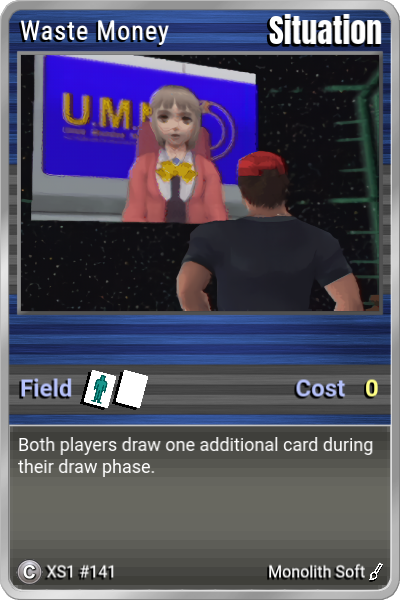 Waste Money
Situation
U.M.N
Field
Cost 0
Both players draw one additional card during
their draw phase.
C XS1 #141
Monolith Soft